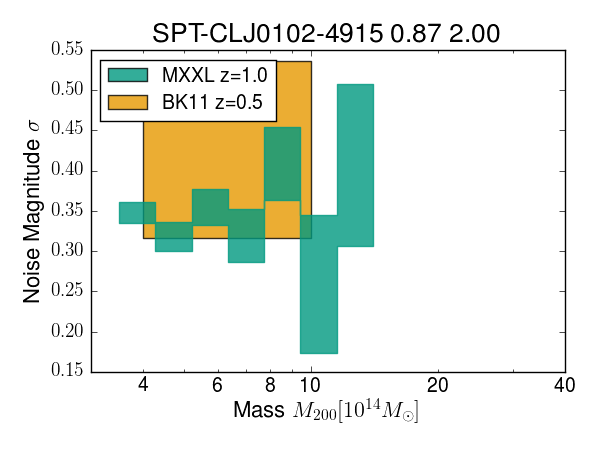 SPT-CLJ0102-4915 0.87 2.00
0.55
0.50
0.45
0.40
0.35
0.30
0.25
0.20
0.15
Noise Magnitude σ
MXXL z=1.0
BK11 z=0.5
4 6 8 10 20 40
Mass M₂₀₀[10¹⁴M☉]